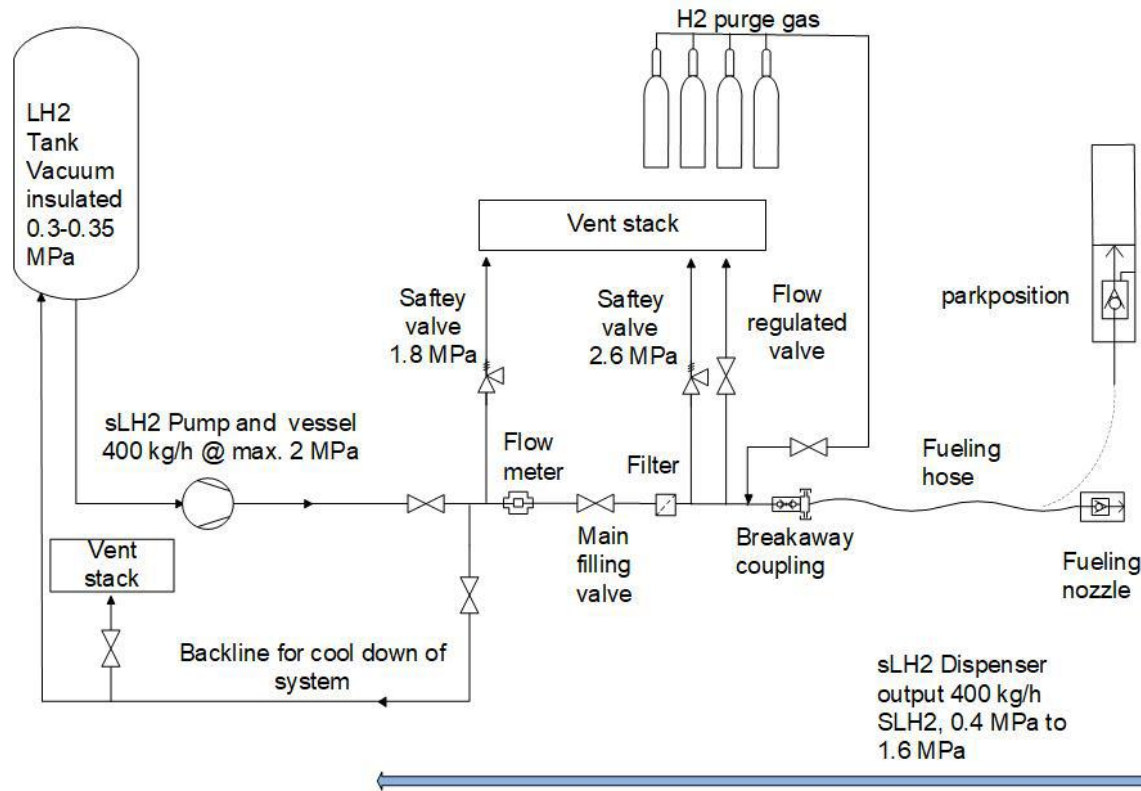 H2 purge gas
LH2
Tank
Vacuum
insulated
0.3-0.35
MPa
Vent stack
Saftey
valve
1.8 MPa
Saftey
valve
2.6 MPa
Flow
regulated
valve
parkposition
sLH2 Pump and vessel
400 kg/h @ max. 2 MPa
Flow
meter
Filter
Fueling
hose
Main
filling
valve
Breakaway
coupling
Fueling
nozzle
Vent
stack
Backline for cool down of
system
sLH2 Dispenser
output 400 kg/h
SLH2, 0.4 MPa to
1.6 MPa